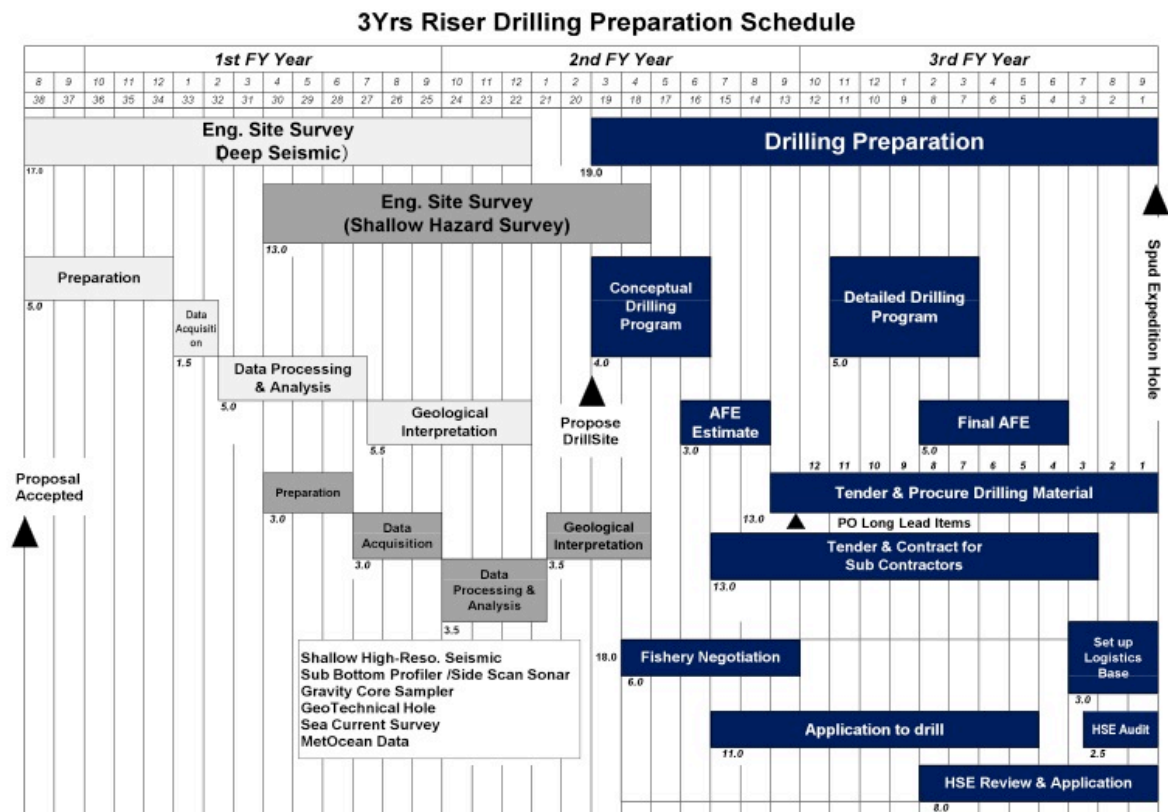 3Yrs Riser Drilling Preparation Schedule
1st FY Year 2nd FY Year 3rd FY Year
8 9 10 11 12 1 2 3 4 5 6 7 8 9 10 11 12 1 2 3 4 5 6 7 8 9 10 11 12 1 2 3 4 5 6 7 8 9
38 37 36 35 34 33 32 31 30 29 28 27 26 25 24 23 22 21 20 19 18 17 16 15 14 13 12 11 10 9 8 7 6 5 4 3 2 1
Eng. Site Survey
(Deep Seismic)
17.0
Drilling Preparation
19.0
Eng. Site Survey
(Shallow Hazard Survey)
13.0
Spud Expedition Hole
Preparation
5.0
Data
Acquisiti
on
1.5
Data Processing
& Analysis
5.0
Geological
Interpretation
5.5
Conceptual
Drilling
Program
4.0
Detailed Drilling
Program
5.0
Propose
DrillSite
AFE
Estimate
3.0
Final AFE
5.0
Proposal
Accepted
Preparation
3.0
Data
Acquisition
3.0
Data
Processing &
Analysis
3.5
Geological
Interpretation
3.5
12 11 10 9 8 7 6 5 4 3 2 1
Tender & Procure Drilling Material
13.0
PO Long Lead Items
Tender & Contract for
Sub Contractors
13.0
Shallow High-Reso. Seismic
Sub Bottom Profiler /Side Scan Sonar
Gravity Core Sampler
GeoTechnical Hole
Sea Current Survey
MetOcean Data
18.0
Fishery Negotiation
6.0
Set up
Logistics
Base
3.0
Application to drill
11.0
HSE Audit
2.5
HSE Review & Application
8.0